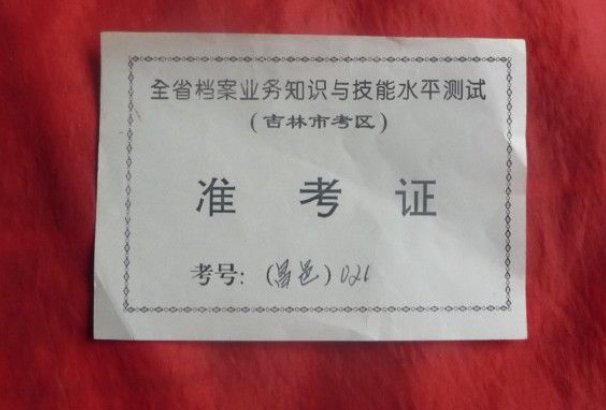 全省档案业务知识与技能水平测试
(吉林市考区)
准考证
考号: (昌邑) 021